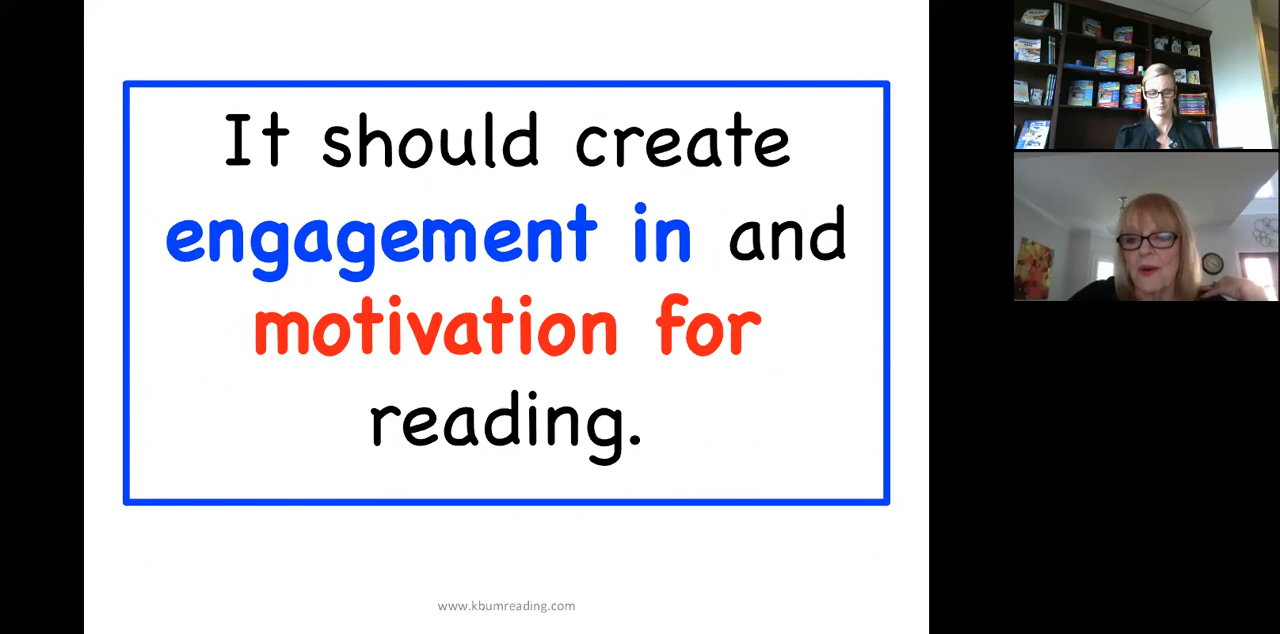 It should create
engagement in and
motivation for
reading.
www.kbumreading.com